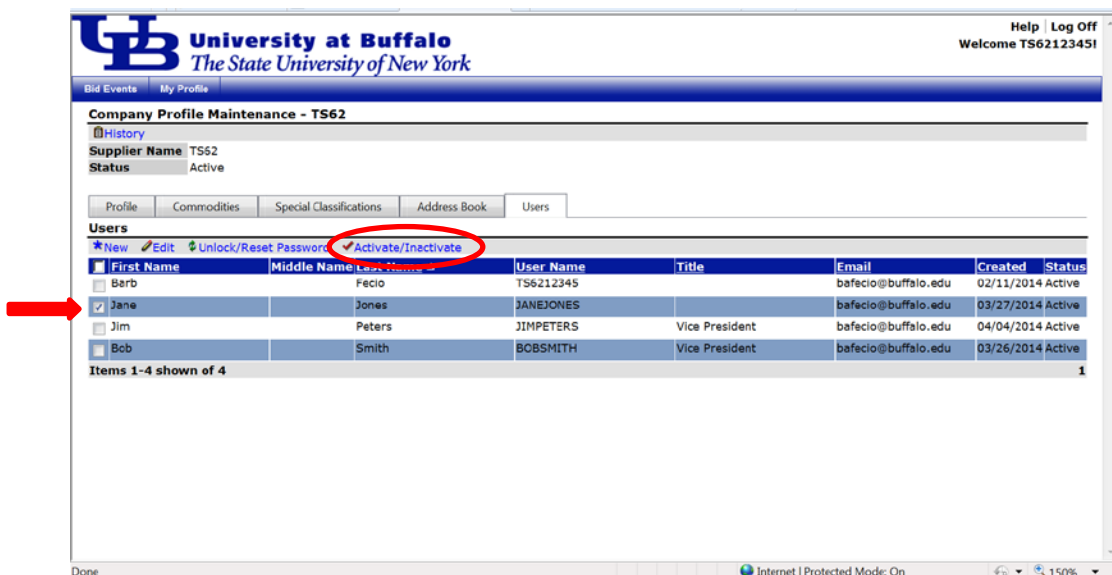 Help | Log Off
Welcome TS6212345!
UB University at Buffalo
The State University of New York
Bid Events My Profile
Company Profile Maintenance - TS62
History
Supplier Name TS62
Status Active
Profile Commodities Special Classifications Address Book Users
Users
New Edit Unlock/Reset Password Activate/Inactivate
First Name Middle Name Last Name User Name Title Email Created Status
Barb Fecio TS6212345 bafecio@buffalo.edu 02/11/2014 Active
Jane Jones JANEJONES bafecio@buffalo.edu 03/27/2014 Active
Jim Peters JIMPETERS Vice President bafecio@buffalo.edu 04/04/2014 Active
Bob Smith BOBSMITH Vice President bafecio@buffalo.edu 03/26/2014 Active
Items 1-4 shown of 4 1
Done Internet | Protected Mode: On 150%